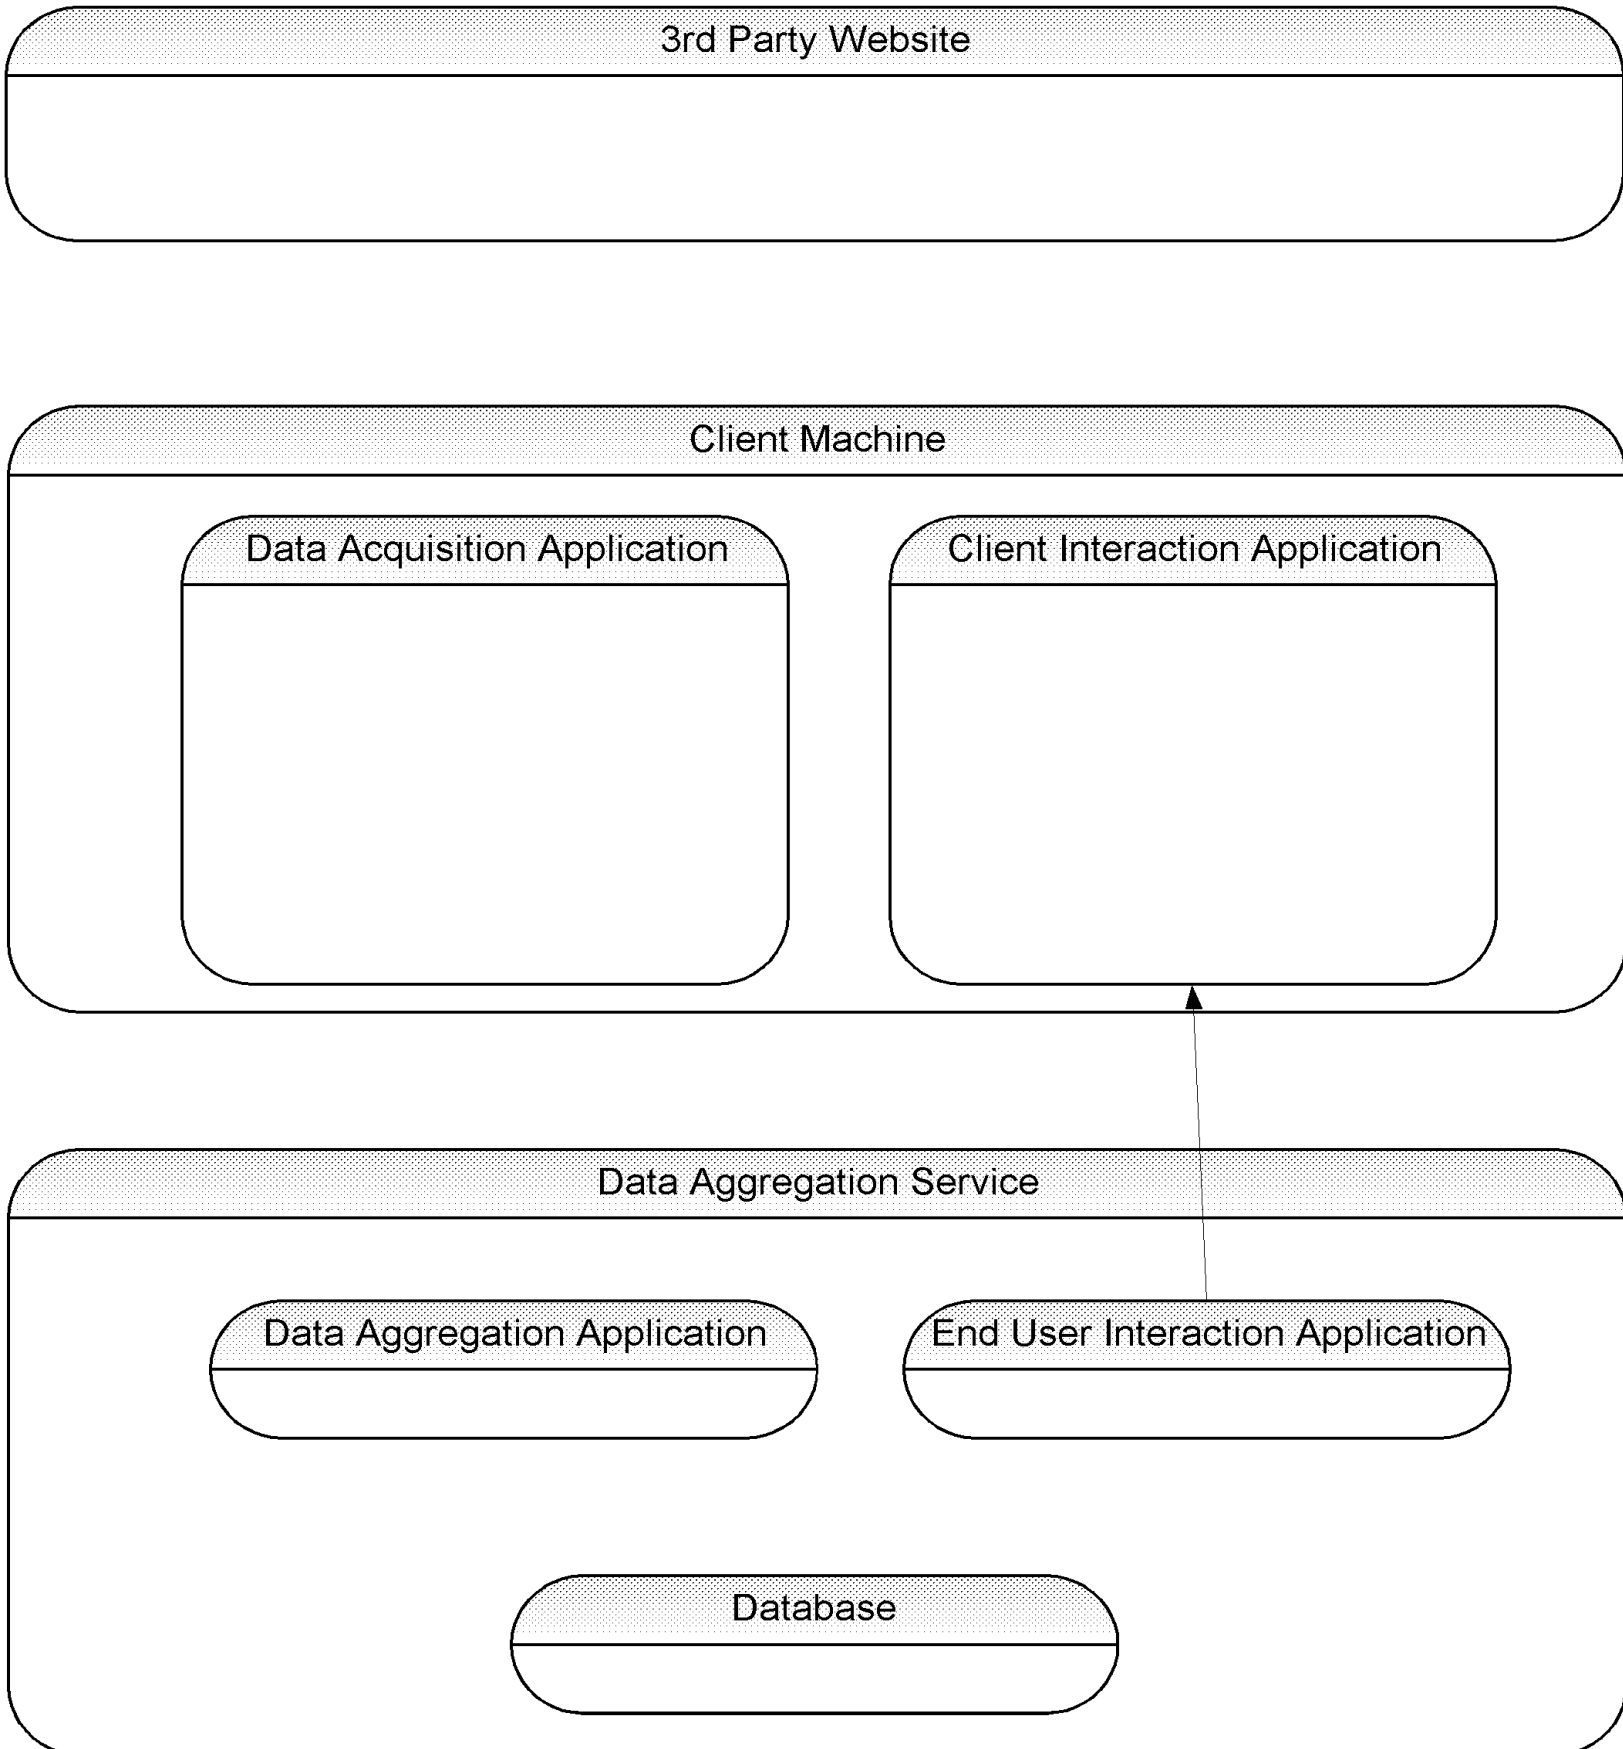 3rd Party Website
Client Machine
Data Acquisition Application
Client Interaction Application
Data Aggregation Service
Data Aggregation Application
End User Interaction Application
Database